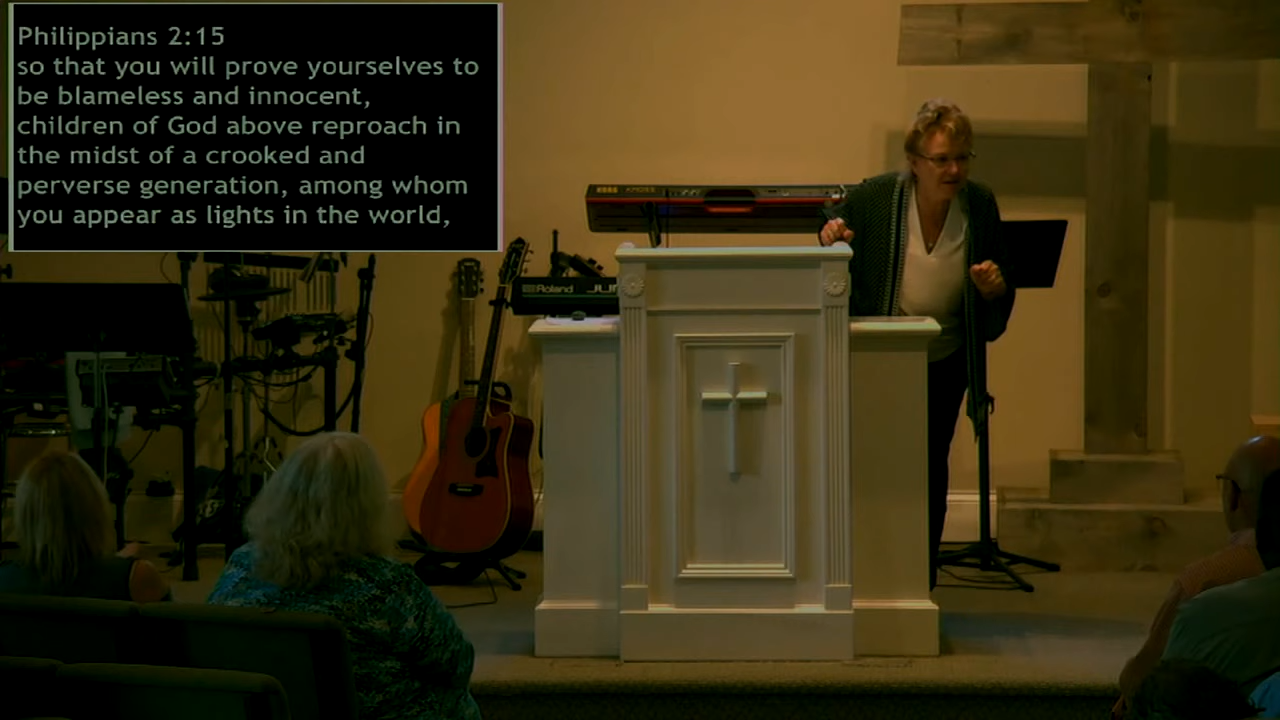 Philippians 2:15
so that you will prove yourselves to
be blameless and innocent,
children of God above reproach in
the midst of a crooked and
perverse generation, among whom
you appear as lights in the world,
KORG
Roland